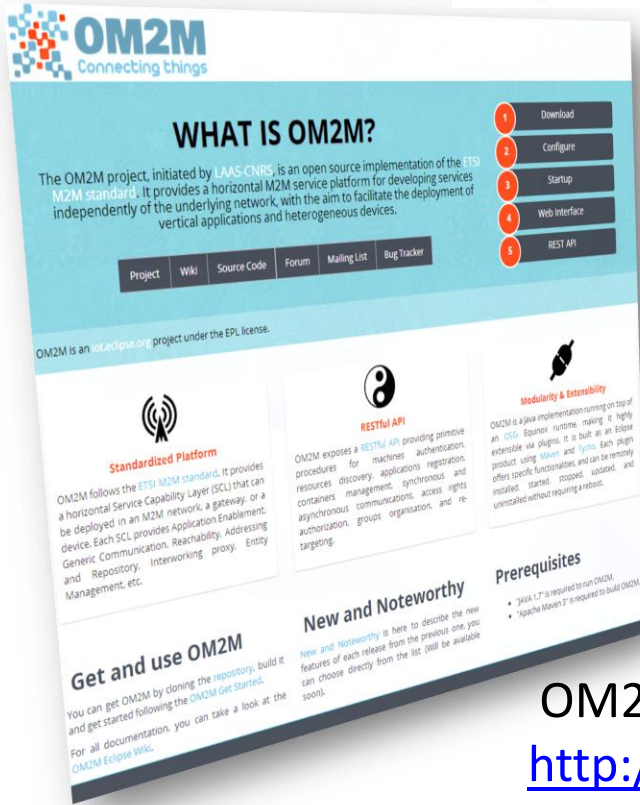 OM2M
Connecting things
WHAT IS OM2M?
The OM2M project, initiated by LAAS-CNRS, is an open source implementation of the ETSI
M2M standard. It provides a horizontal M2M service platform for developing services
independently of the underlying network, with the aim to facilitate the deployment of
vertical applications and heterogeneous devices.
1 Download
2 Configure
3 Startup
4 Web Interface
5 REST API
Project Wiki Source Code Forum Mailing List Bug Tracker
OM2M is an iot.eclipse.org project under the EPL license.
Standardized Platform
OM2M follows the ETSI M2M standard. It provides
a horizontal Service Capability Layer (SCL) that can
be deployed in an M2M network, a gateway, or a
device. Each SCL provides Application Enablement,
Generic Communication, Reachability, Addressing
and Repository, Interworking proxy, Entity
Management, etc.
RESTful API
OM2M exposes a RESTful API providing primitive
procedures for machines authentication,
resources discovery, applications registration,
containers management, synchronous and
asynchronous communications, access rights
authorization, groups organisation, and re-
targeting.
Modularity & Extensibility
OM2M is a Java implementation running on top of
an OSGi Equinox runtime, making it highly
extensible via plugins. It is built as an Eclipse
product using Maven and Tycho. Each plugin
offers specific functionalities, and can be remotely
installed, started, stopped, updated, and
uninstalled without requiring a reboot.
Get and use OM2M
You can get OM2M by cloning the repository, build it
and get started following the OM2M Get Started.
For all documentation, you can take a look at the
OM2M Eclipse Wiki.
New and Noteworthy
New and Noteworthy is here to describe the new
features of each release from the previous one, you
can choose directly from the list (Will be available
soon).
Prerequisites
• "JAVA 1.7" is required to run OM2M.
• "Apache Maven 3" is required to build OM2M.
OM2
http:/